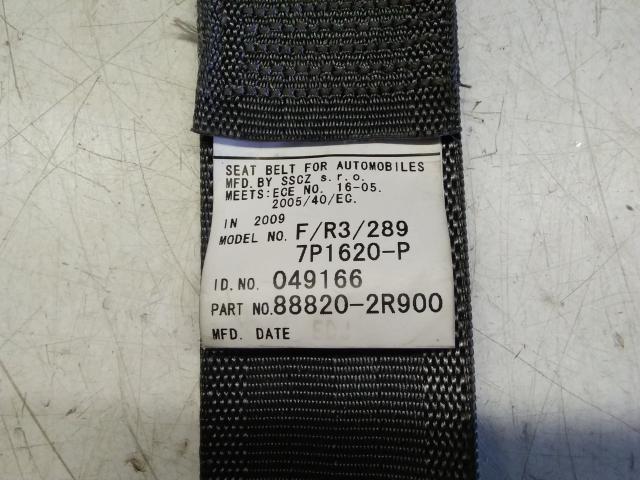 SEAT BELT FOR AUTOMOBILES
MFD. BY SSCZ s.r.o.
MEETS:ECE NO. 16-05.
2005/40/EC.
IN 2009
MODEL NO. F/R3/289
7P1620-P
ID.NO. 049166
PART NO. 88820-2R900
MFD. DATE